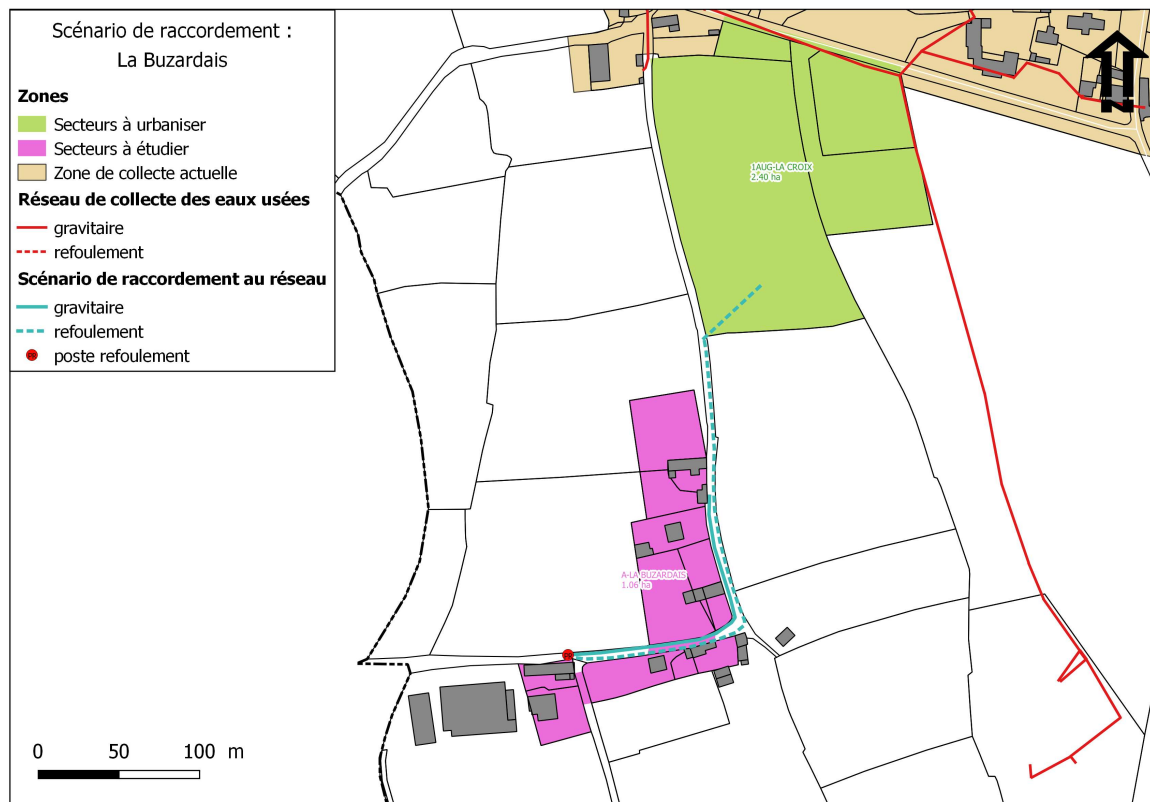 Scénario de raccordement :
La Buzardais
Zones
Secteurs à urbaniser
Secteurs à étudier
Zone de collecte actuelle
Réseau de collecte des eaux usées
gravitaire
refoulement
Scénario de raccordement au réseau
gravitaire
refoulement
poste refoulement
N
1AUG-LA CROIX
2.40 ha
A-LA BUZARDAIS
1.06 ha
0 50 100 m